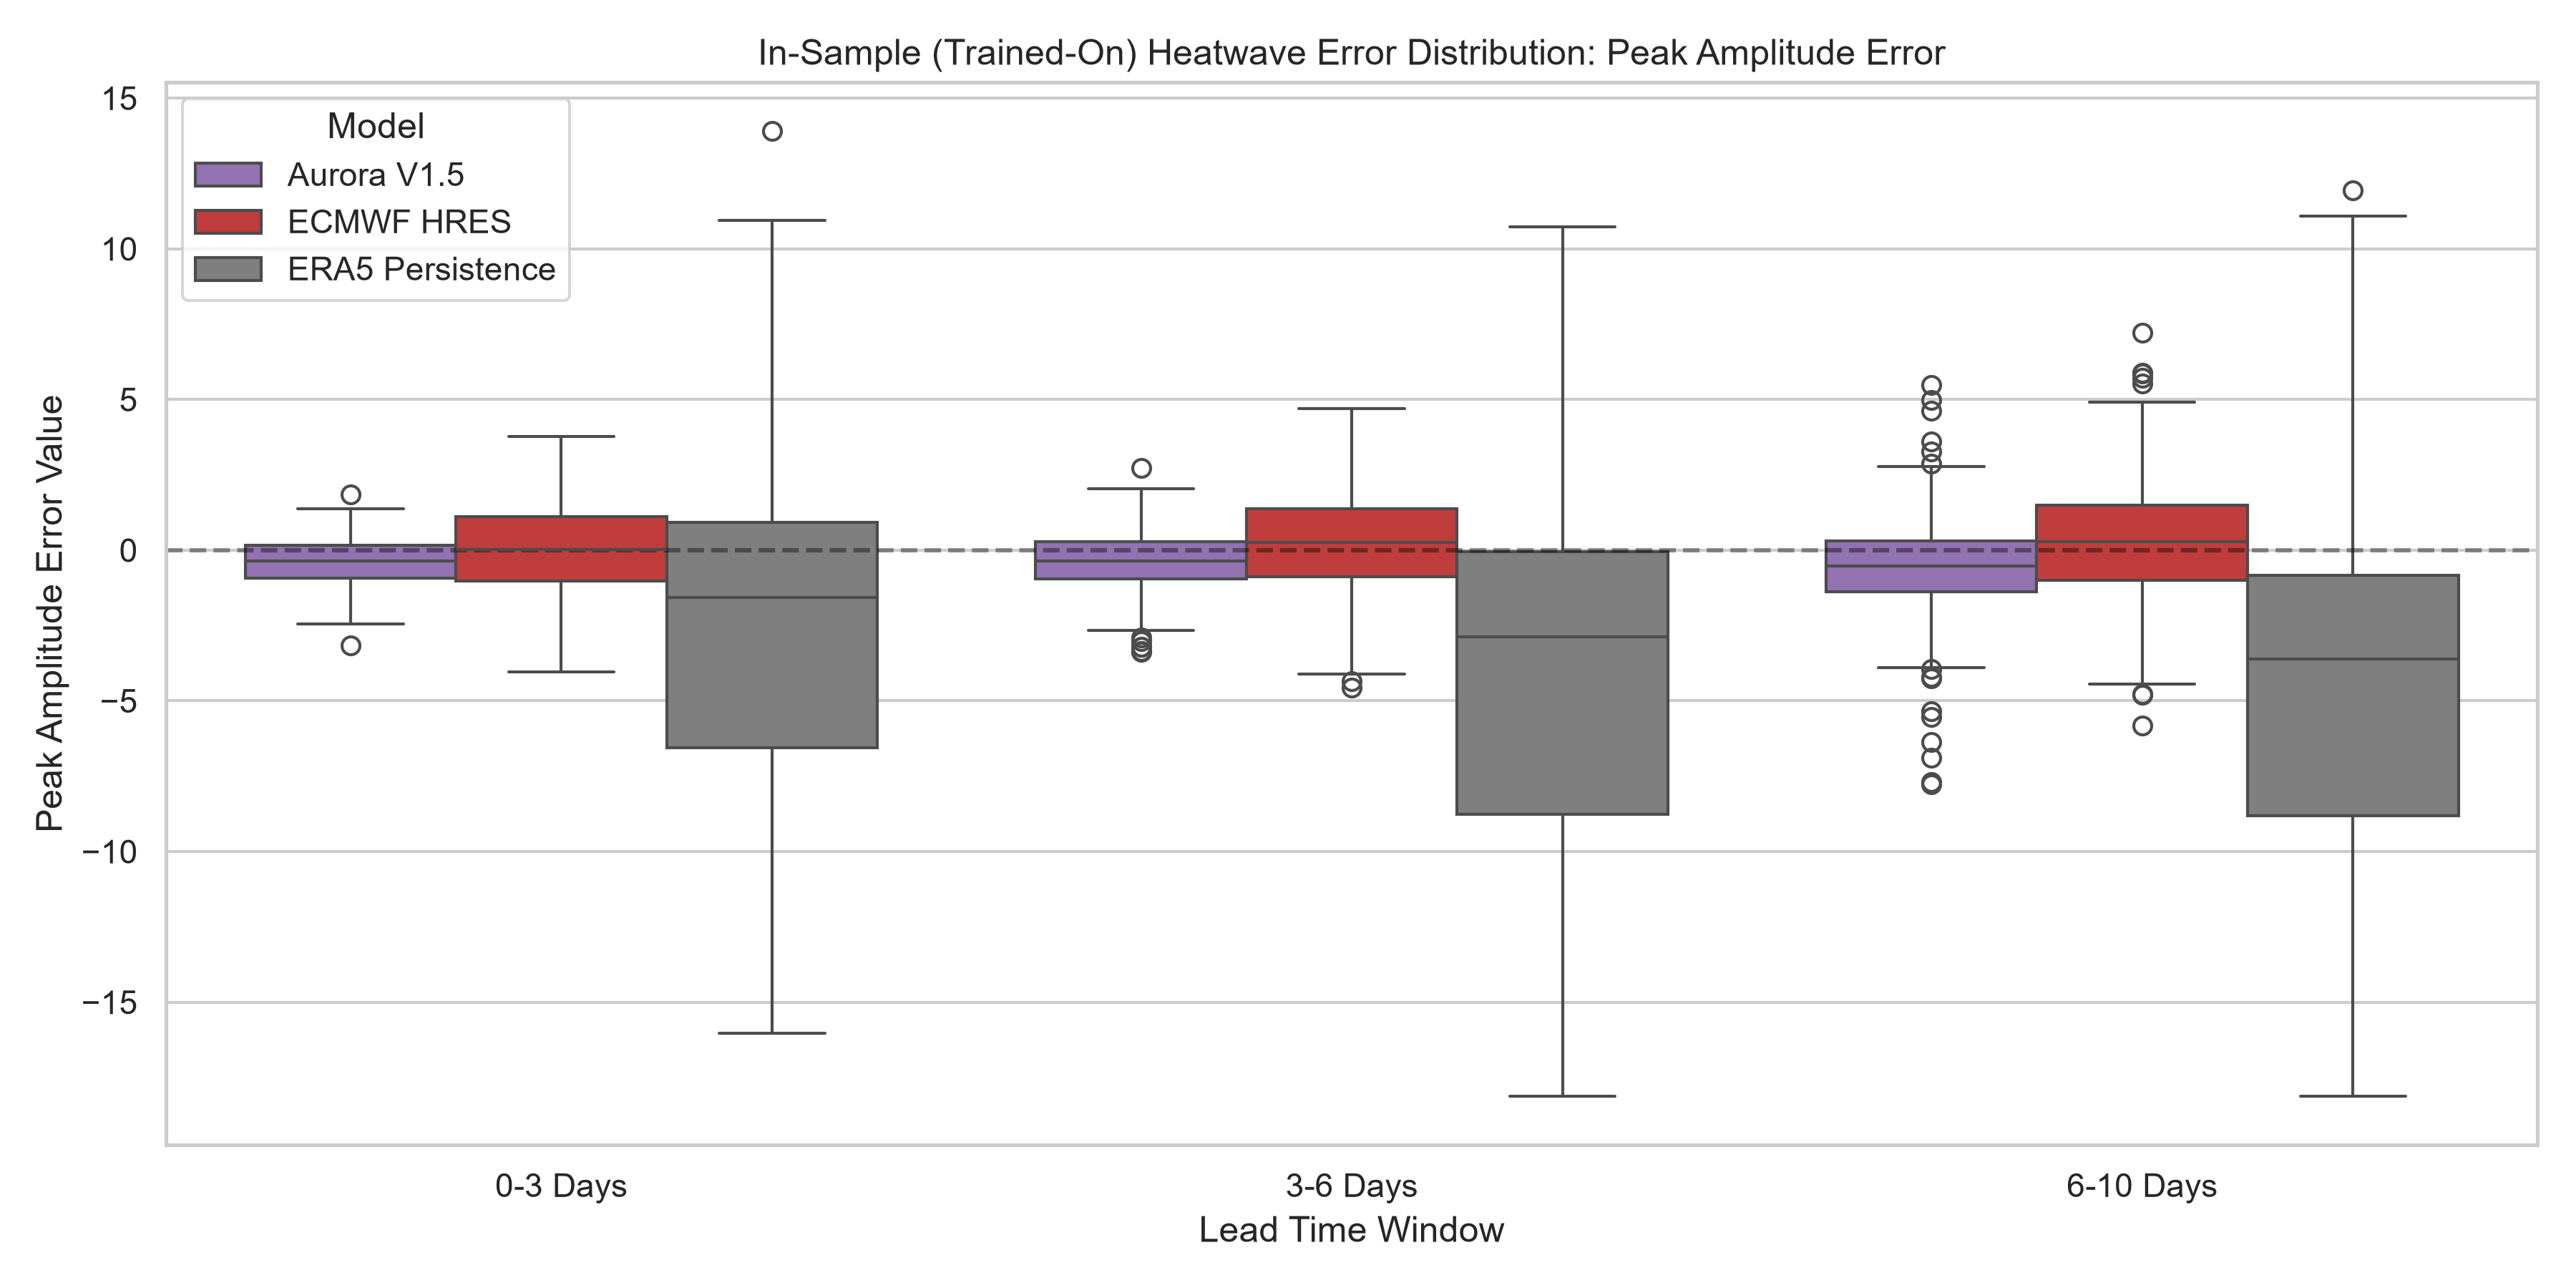 In-Sample (Trained-On) Heatwave Error Distribution: Peak Amplitude Error
Model
Aurora V1.5
ECMWF HRES
ERA5 Persistence
Peak Amplitude Error Value
15
10
5
0
−5
−10
−15
0-3 Days
3-6 Days
6-10 Days
Lead Time Window